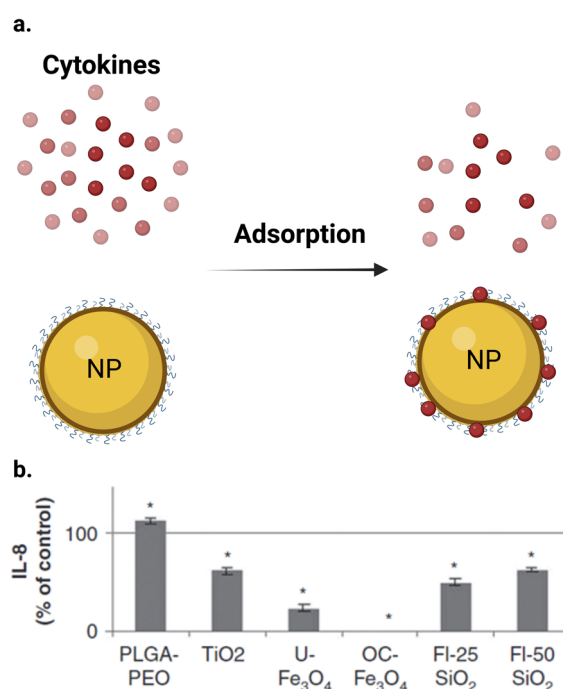 a.
Cytokines
Adsorption
NP
NP
b.
IL-8
(% of control)
100
0
* * * * * *
PLGA-
PEO
TiO2
U-
Fe₃O₄
OC-
Fe₃O₄
Fl-25
SiO₂
Fl-50
SiO₂